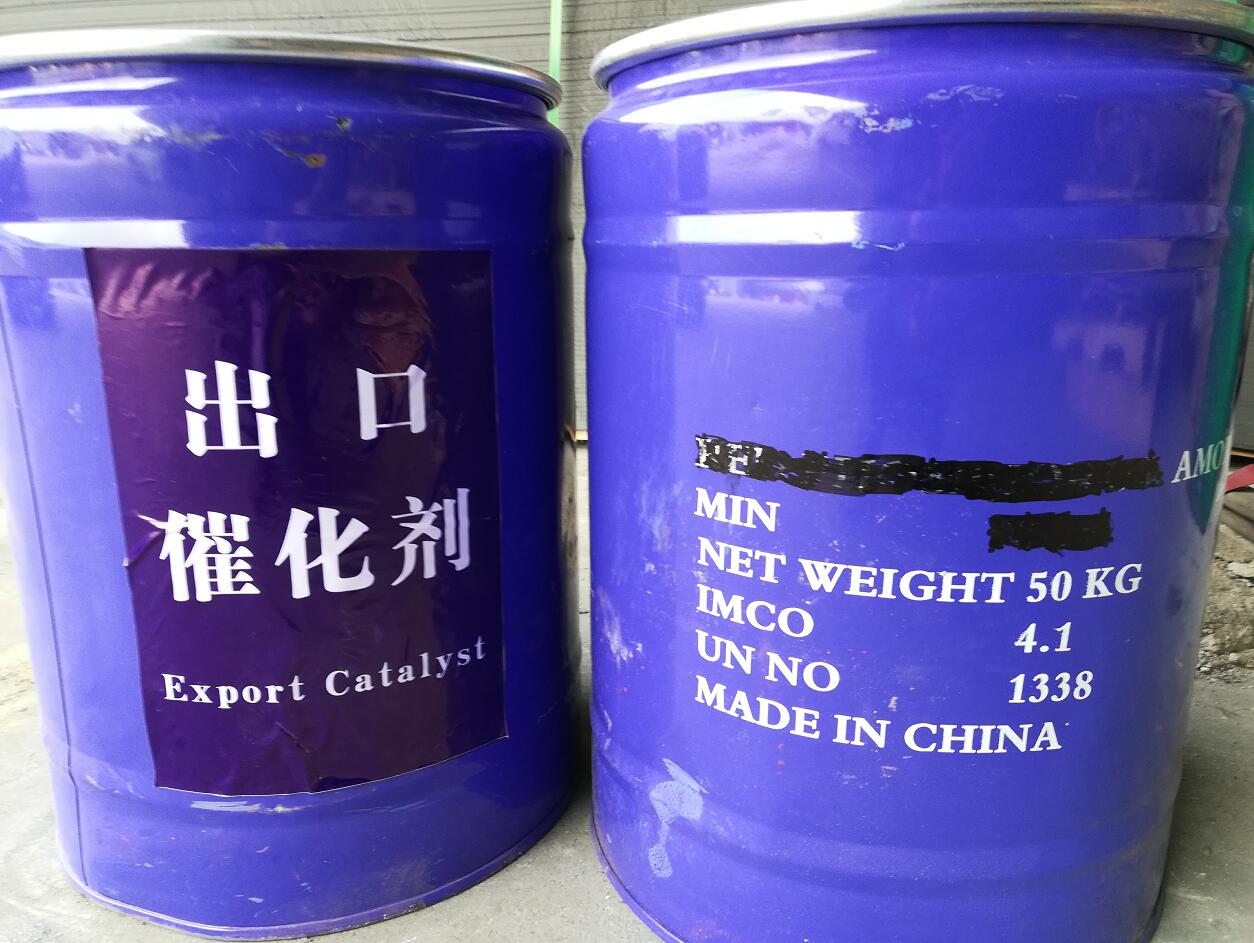 出口
催化剂
Export Catalyst
MIN
NET WEIGHT 50 KG
IMCO 4.1
UN NO 1338
MADE IN CHINA